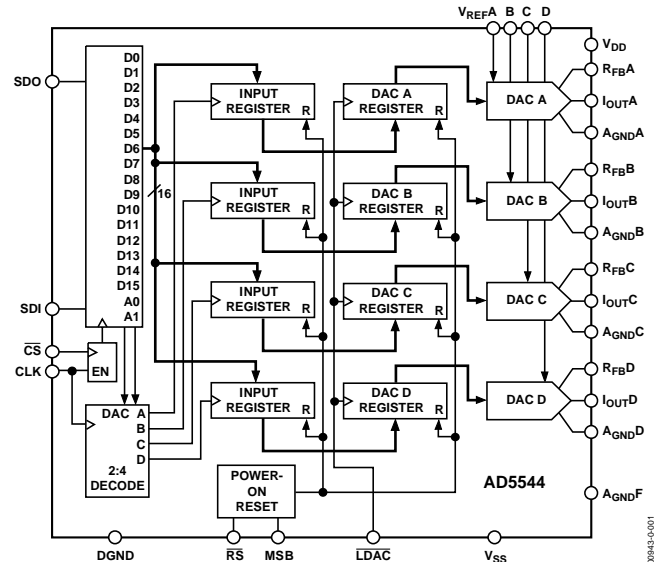 VREFA B C D
VDD
SDO
D0
D1
D2
D3
D4
D5
D6
D7
D8
D9
D10
D11
D12
D13
D14
D15
A0
A1
16
INPUT
REGISTER
R
DAC A
REGISTER
R
DAC A
RFBA
IOUTA
AGNDA
INPUT
REGISTER
R
DAC B
REGISTER
R
DAC B
RFBB
IOUTB
AGNDB
INPUT
REGISTER
R
DAC C
REGISTER
R
DAC C
RFBC
IOUTC
AGNDC
INPUT
REGISTER
R
DAC D
REGISTER
R
DAC D
RFBD
IOUTD
AGNDD
SDI
CS
CLK
EN
DAC A
B
C
D
2:4
DECODE
POWER-
ON
RESET
AD5544
AGNDF
DGND
RS
MSB
LDAC
VSS
00943-0-001